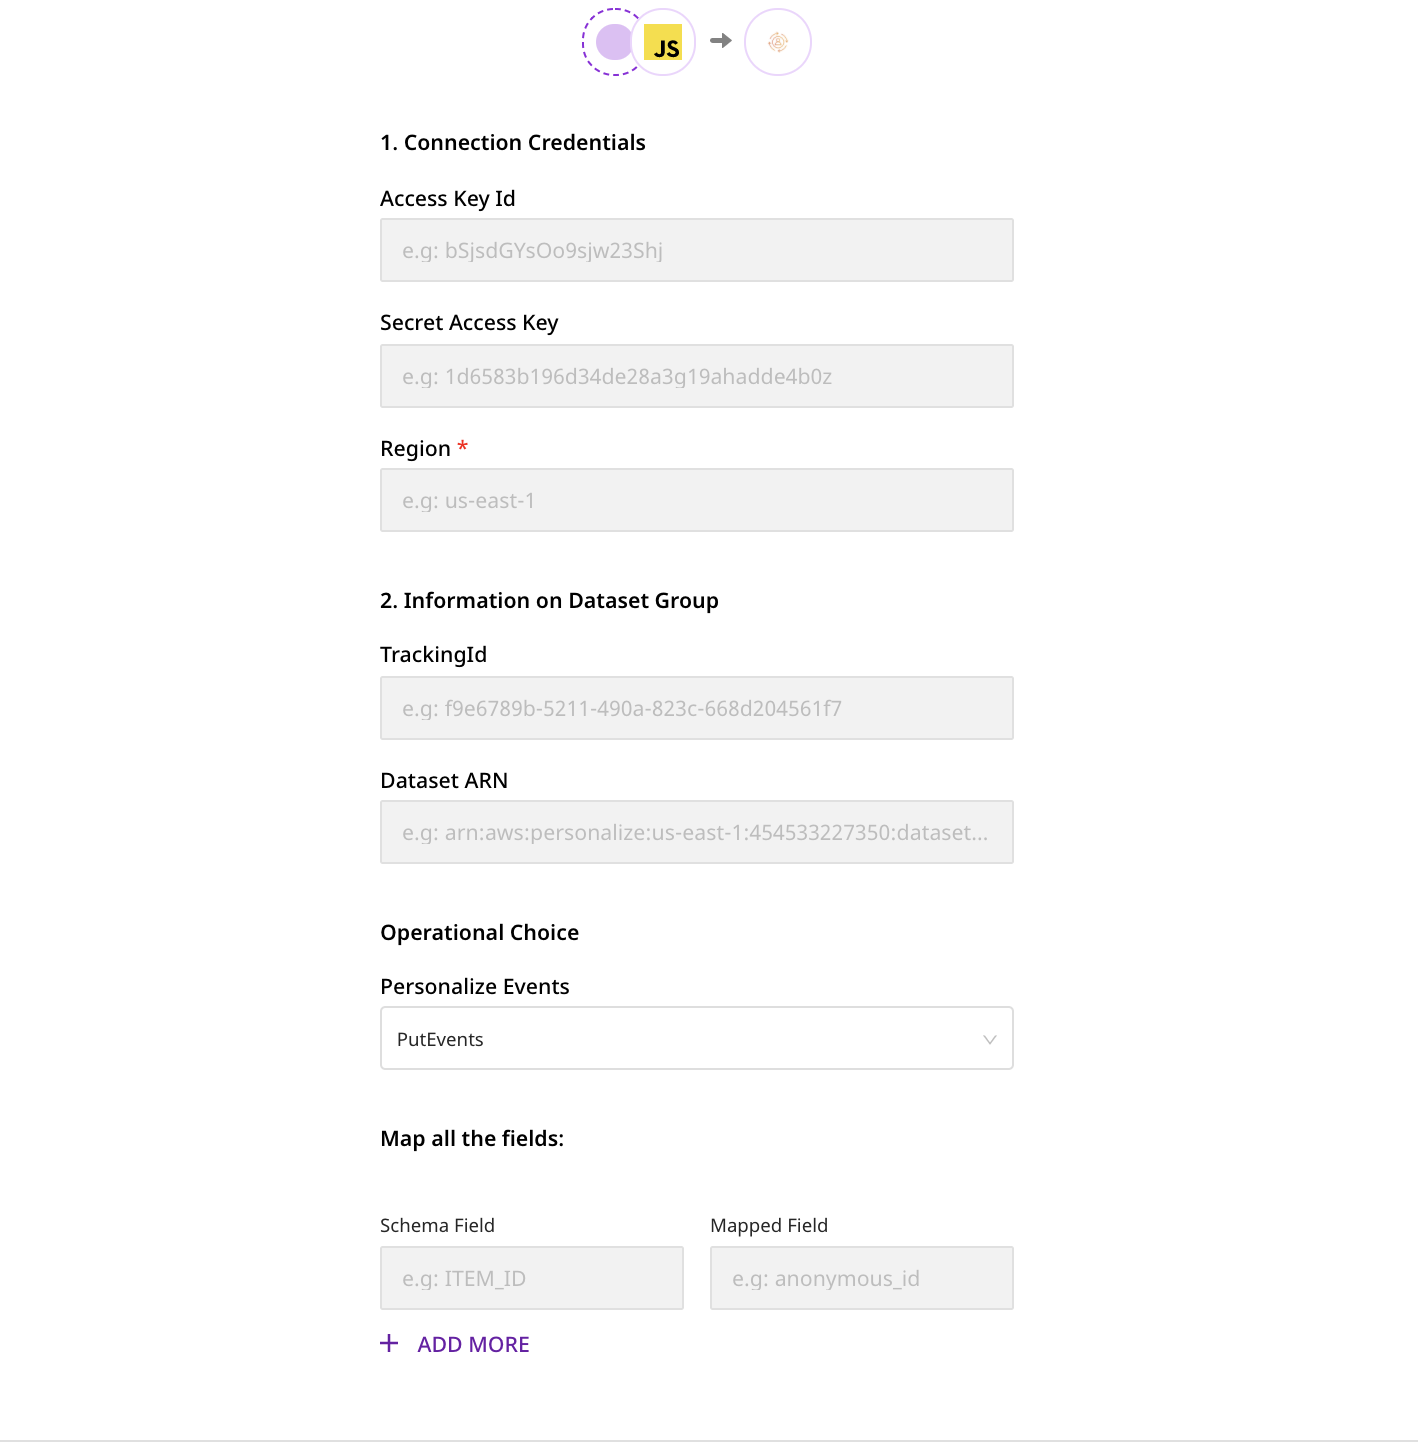 JS
1. Connection Credentials
Access Key Id
e.g: bSjsdGYsOo9sjw23Shj
Secret Access Key
e.g: 1d6583b196d34de28a3g19ahadde4b0z
Region *
e.g: us-east-1
2. Information on Dataset Group
TrackingId
e.g: f9e6789b-5211-490a-823c-668d204561f7
Dataset ARN
e.g: arn:aws:personalize:us-east-1:454533227350:dataset...
Operational Choice
Personalize Events
PutEvents
Map all the fields:
Schema Field Mapped Field
e.g: ITEM_ID e.g: anonymous_id
+ ADD MORE